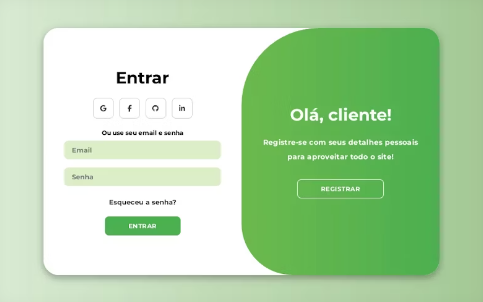 Entrar
G f in
Ou use seu email e senha
Email
Senha
Esqueceu a senha?
ENTRAR
Olá, cliente!
Registre-se com seus detalhes pessoais
para aproveitar todo o site!
REGISTRAR